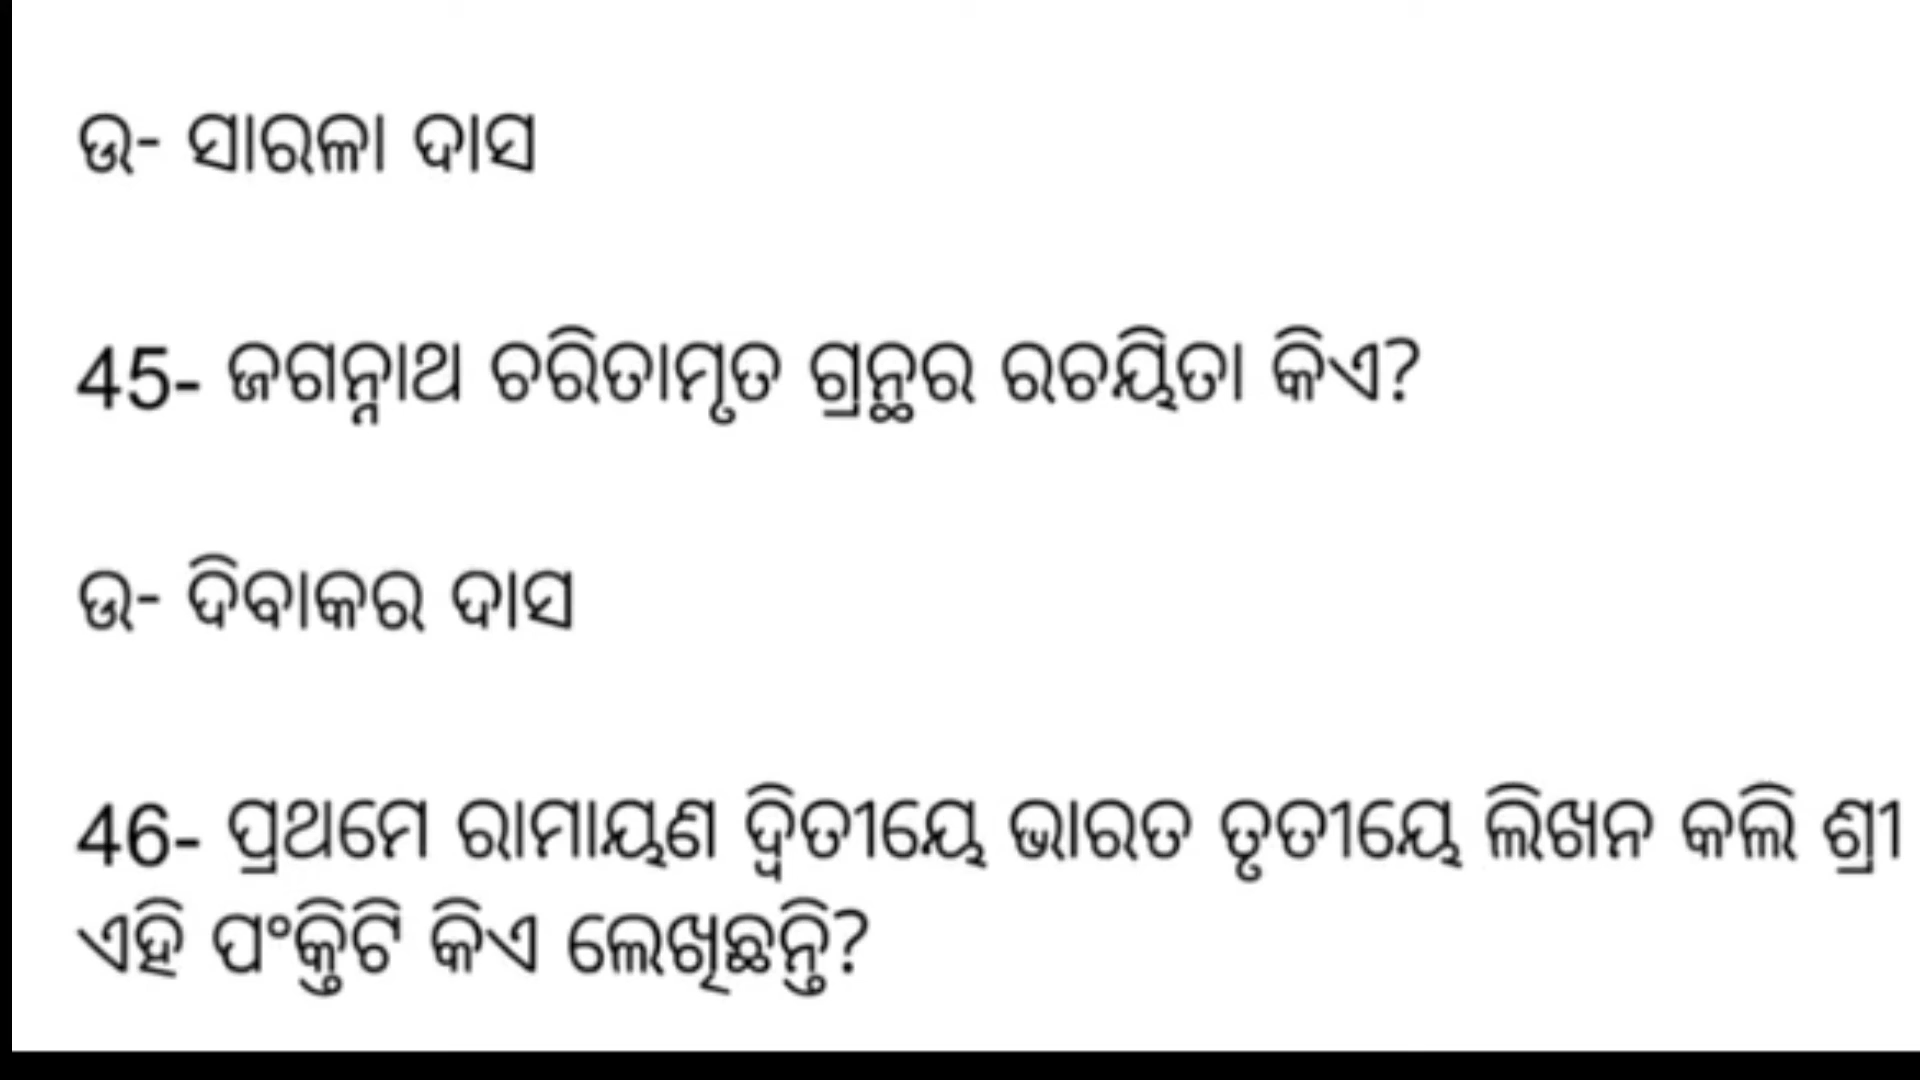 ଉ- ସାରଳା ଦାସ
45- ଜଗନ୍ନାଥ ଚରିତାମୃତ ଗ୍ରନ୍ଥର ରଚୟିତା କିଏ?
ଉ- ଦିବାକର ଦାସ
46- ପ୍ରଥମେ ରାମାୟଣ ଦ୍ୱିତୀୟେ ଭାରତ ତୃତୀୟେ ଲିଖନ କଲି ଶ୍ରୀ
ଏହି ପଂକ୍ତିଟି କିଏ ଲେଖିଛନ୍ତି?